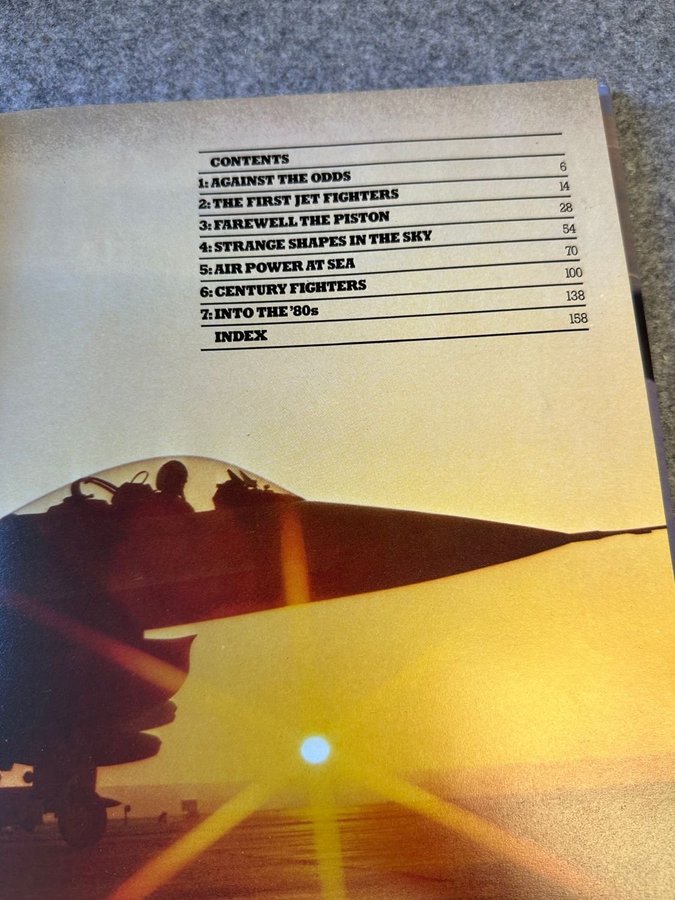 CONTENTS
1: AGAINST THE ODDS 6
2: THE FIRST JET FIGHTERS 14
3: FAREWELL THE PISTON 28
4: STRANGE SHAPES IN THE SKY 54
5: AIR POWER AT SEA 70
6: CENTURY FIGHTERS 100
7: INTO THE '80s 138
INDEX 158